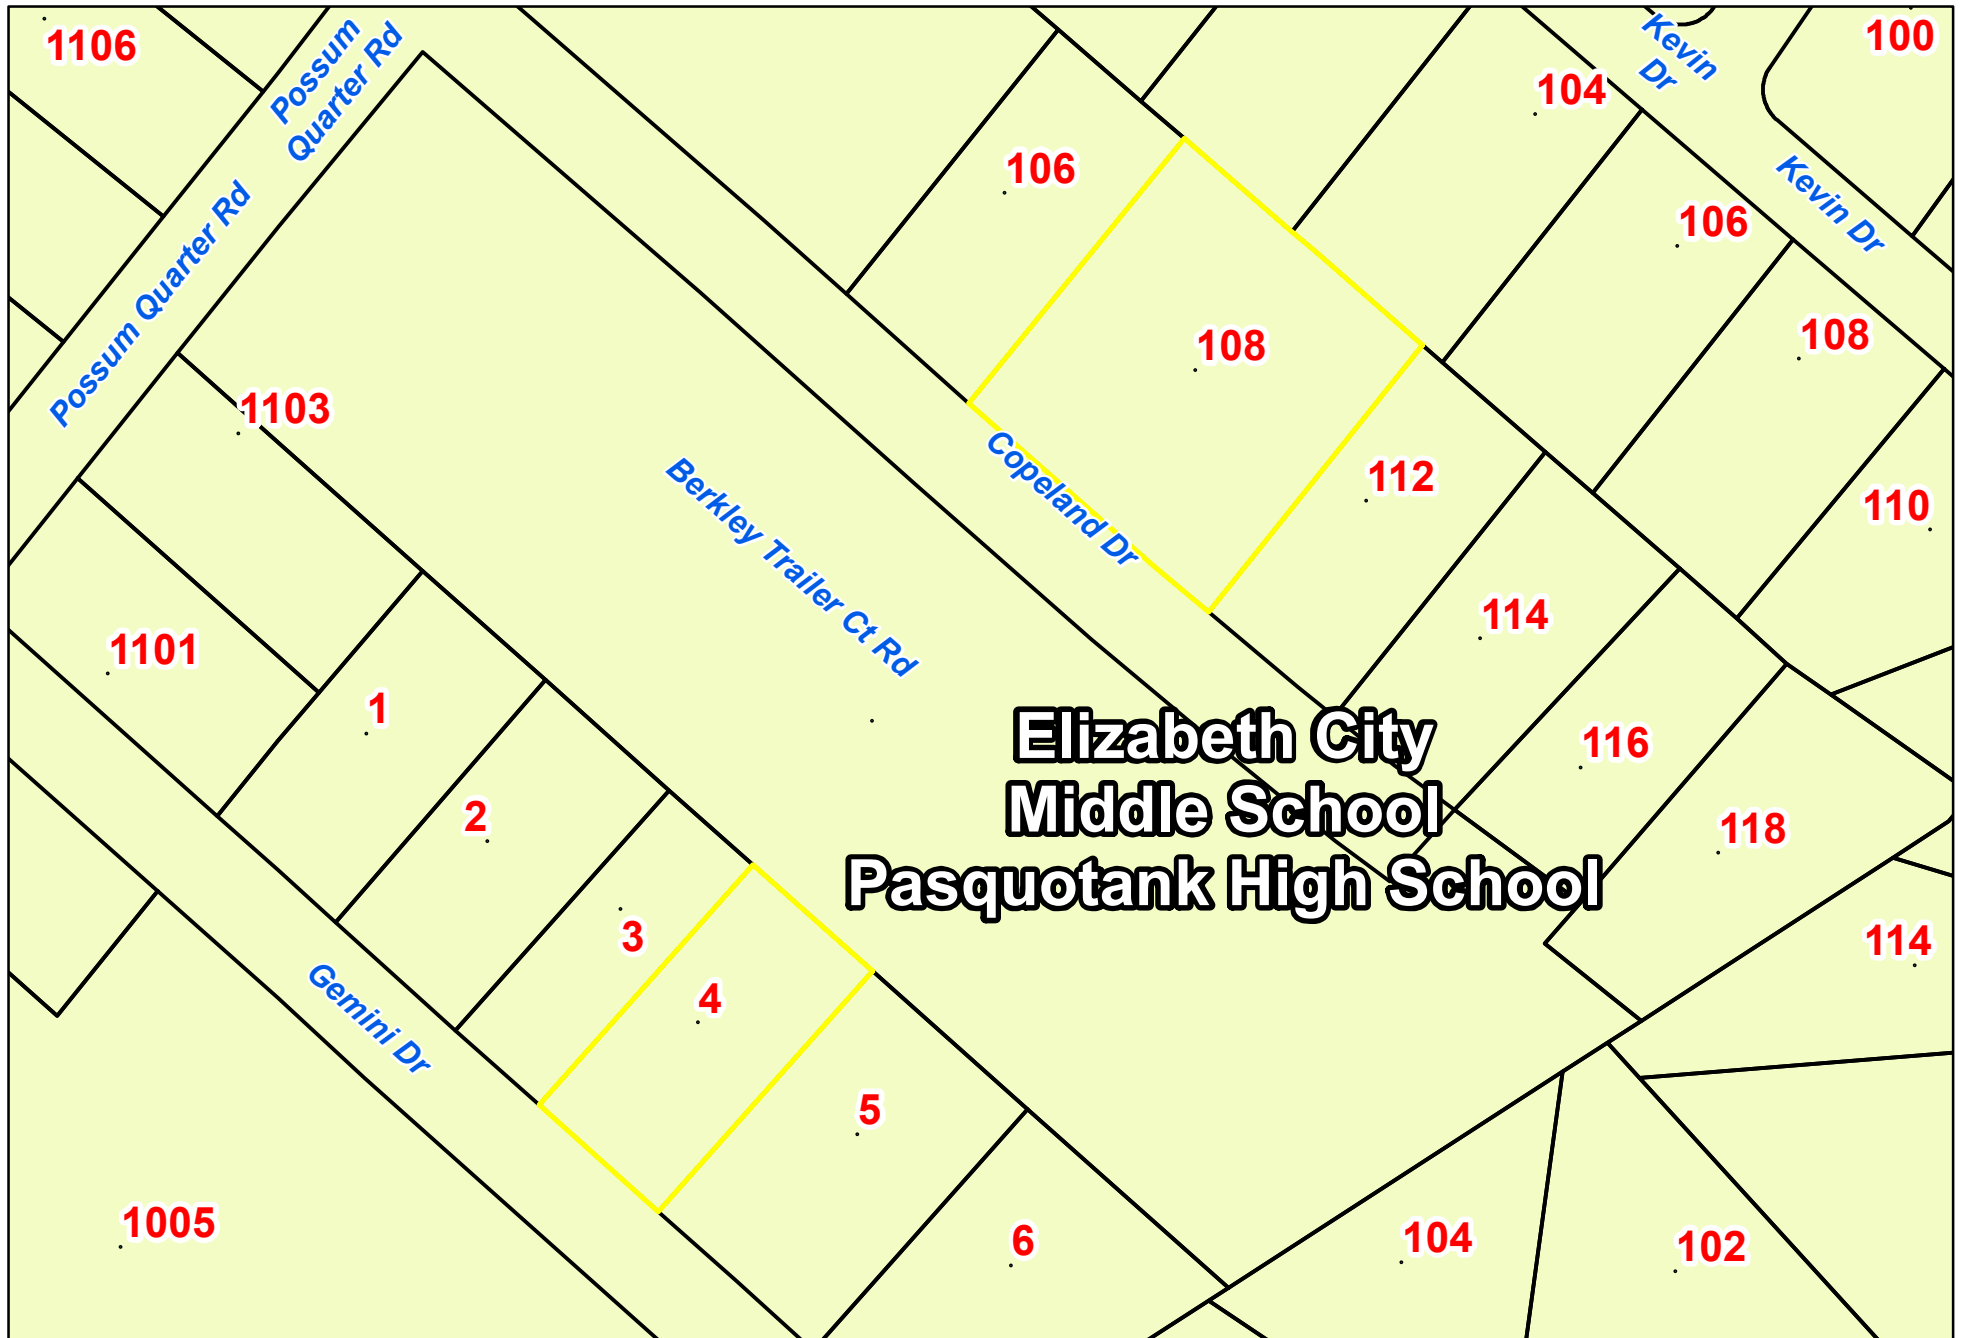 1106
Possum
Quarter Rd
Kevin
Dr
100
104
106
Kevin Dr
106
Possum Quarter Rd
108
108
1103
Copeland Dr
112
110
Berkley Trailer Ct Rd
114
1101
1
116
Elizabeth City
Middle School
Pasquotank High School
2
118
3
114
4
Gemini Dr
5
1005
6
104
102